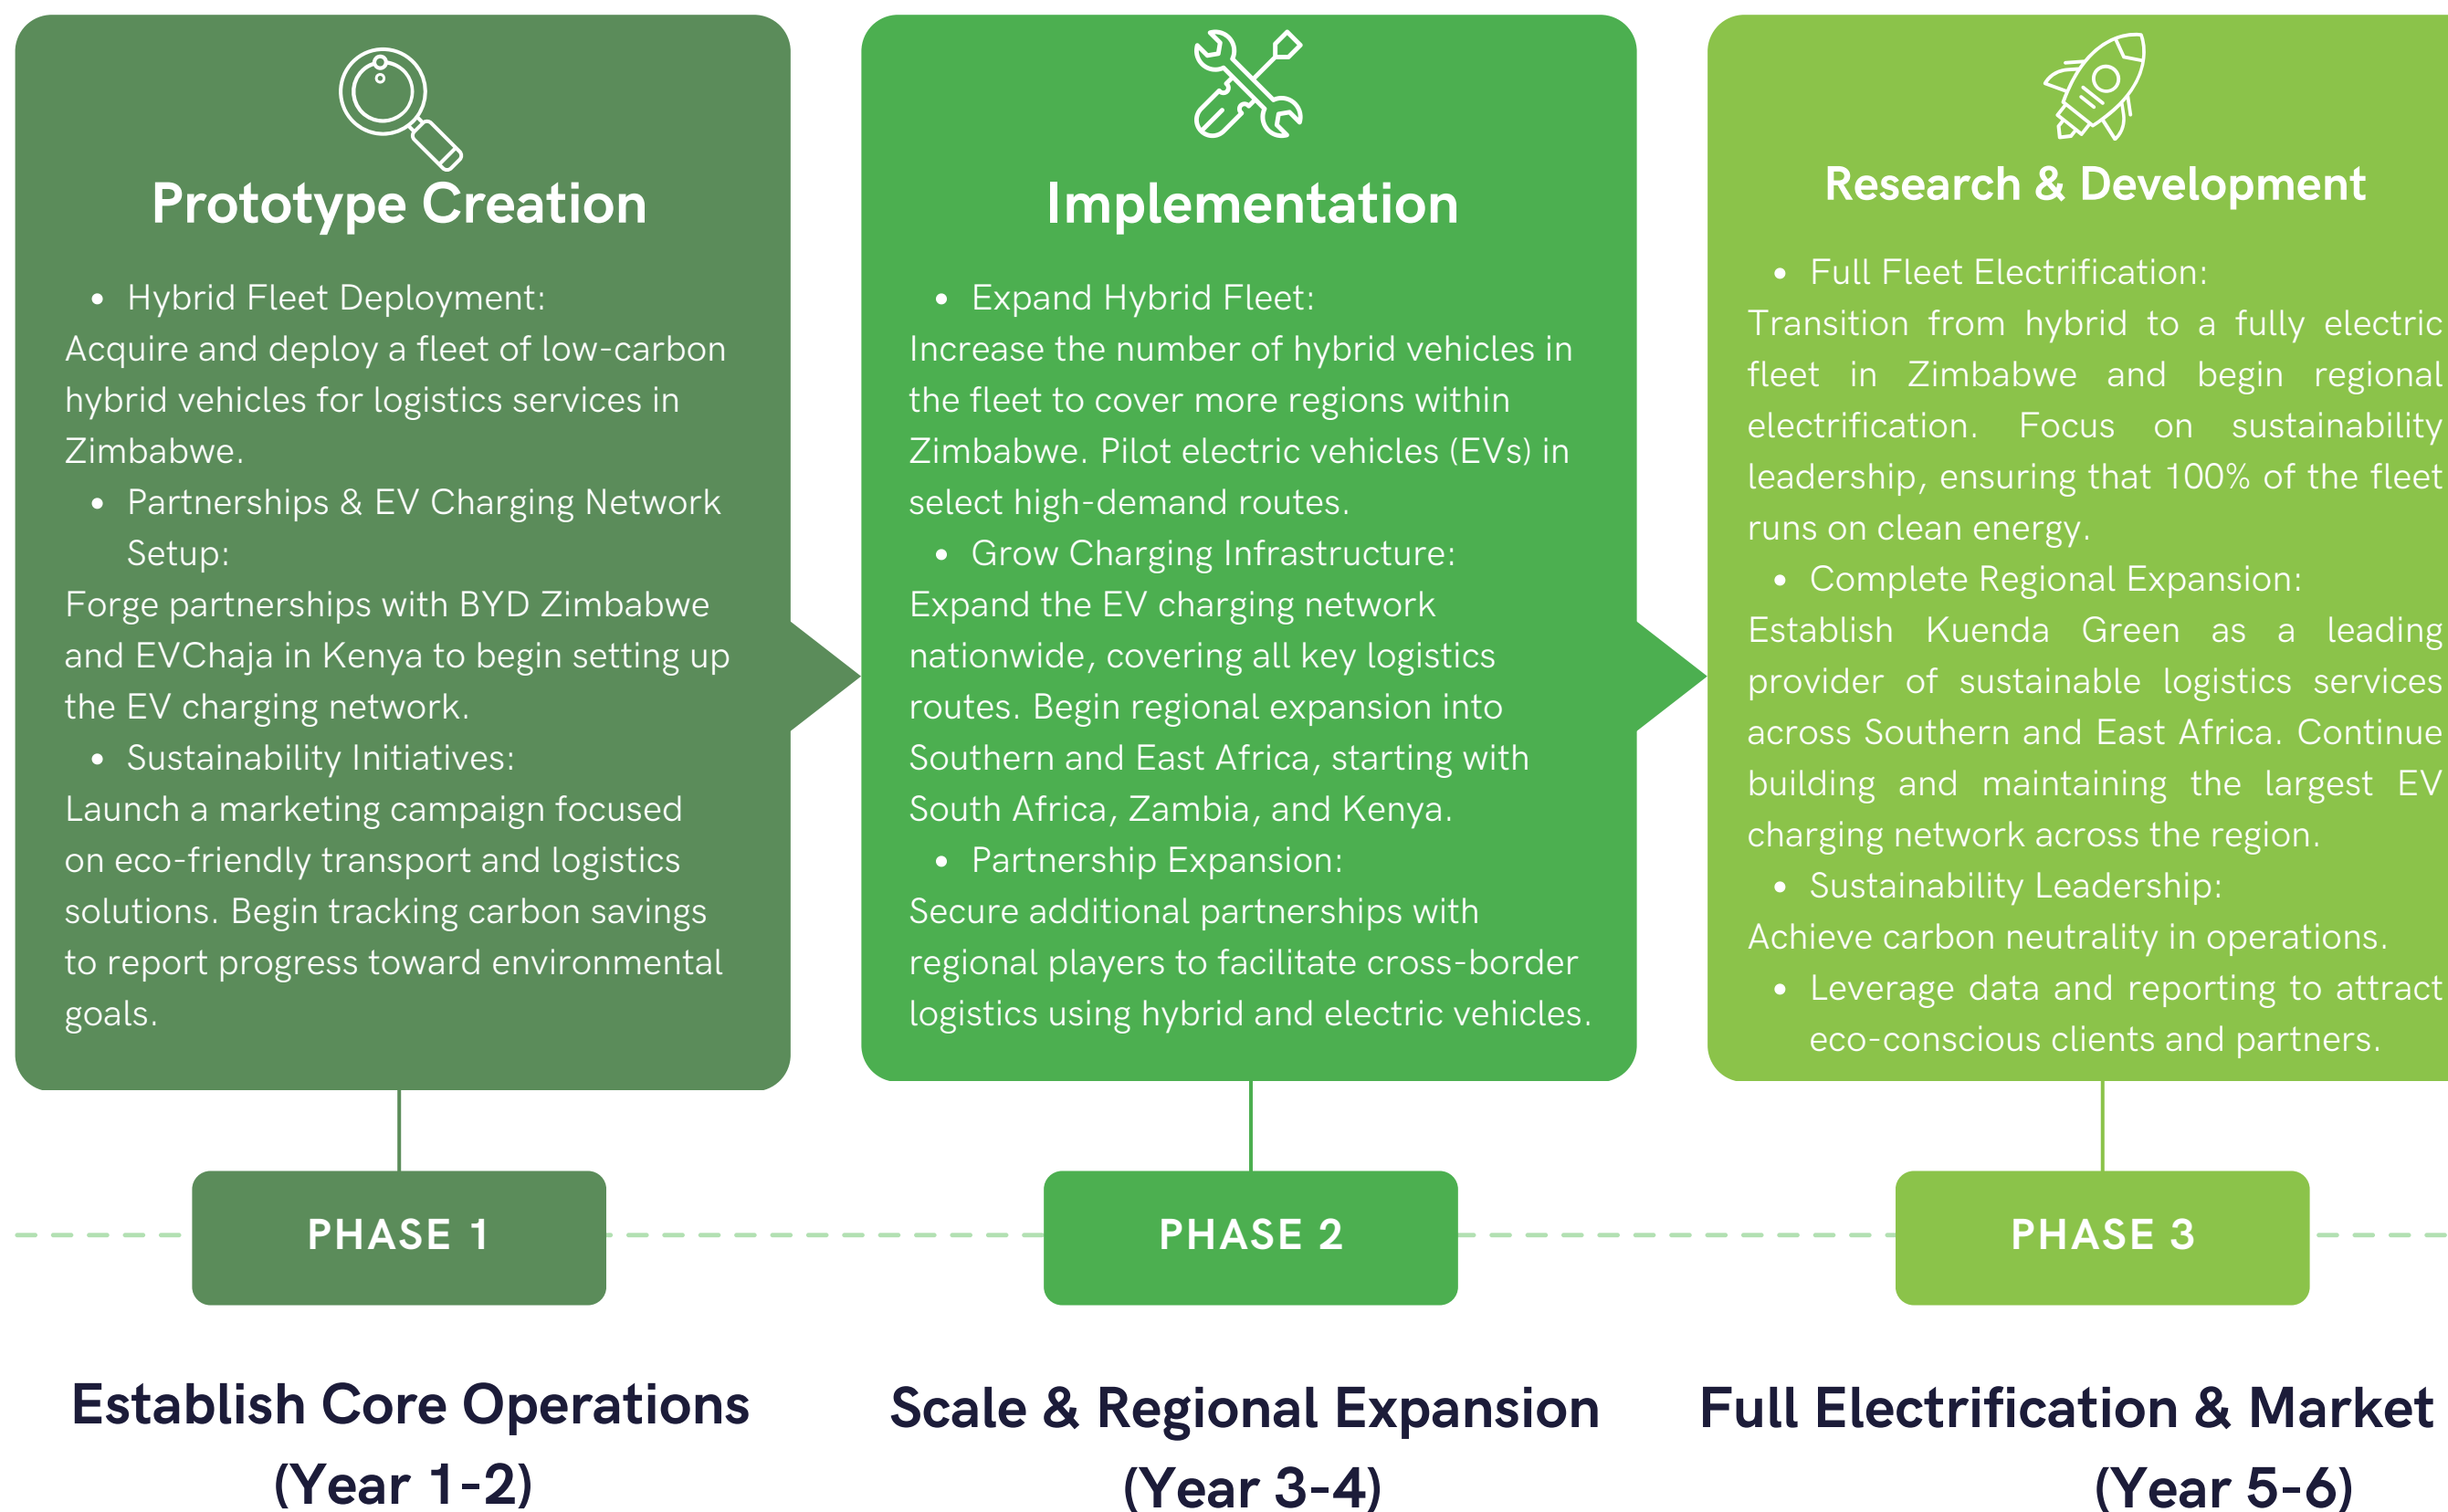 Prototype Creation
• Hybrid Fleet Deployment:
Acquire and deploy a fleet of low-carbon
hybrid vehicles for logistics services in
Zimbabwe.
• Partnerships & EV Charging Network
Setup:
Forge partnerships with BYD Zimbabwe
and EVChaja in Kenya to begin setting up
the EV charging network.
• Sustainability Initiatives:
Launch a marketing campaign focused
on eco-friendly transport and logistics
solutions. Begin tracking carbon savings
to report progress toward environmental
goals.
Implementation
• Expand Hybrid Fleet:
Increase the number of hybrid vehicles in
the fleet to cover more regions within
Zimbabwe. Pilot electric vehicles (EVs) in
select high-demand routes.
• Grow Charging Infrastructure:
Expand the EV charging network
nationwide, covering all key logistics
routes. Begin regional expansion into
Southern and East Africa, starting with
South Africa, Zambia, and Kenya.
• Partnership Expansion:
Secure additional partnerships with
regional players to facilitate cross-border
logistics using hybrid and electric vehicles.
Research & Development
• Full Fleet Electrification:
Transition from hybrid to a fully electric
fleet in Zimbabwe and begin regional
electrification. Focus on sustainability
leadership, ensuring that 100% of the fleet
runs on clean energy.
• Complete Regional Expansion:
Establish Kuenda Green as a leading
provider of sustainable logistics services
across Southern and East Africa. Continue
building and maintaining the largest EV
charging network across the region.
• Sustainability Leadership:
Achieve carbon neutrality in operations.
• Leverage data and reporting to attract
eco-conscious clients and partners.
PHASE 1
PHASE 2
PHASE 3
Establish Core Operations
(Year 1-2)
Scale & Regional Expansion
(Year 3-4)
Full Electrification & Market
(Year 5-6)